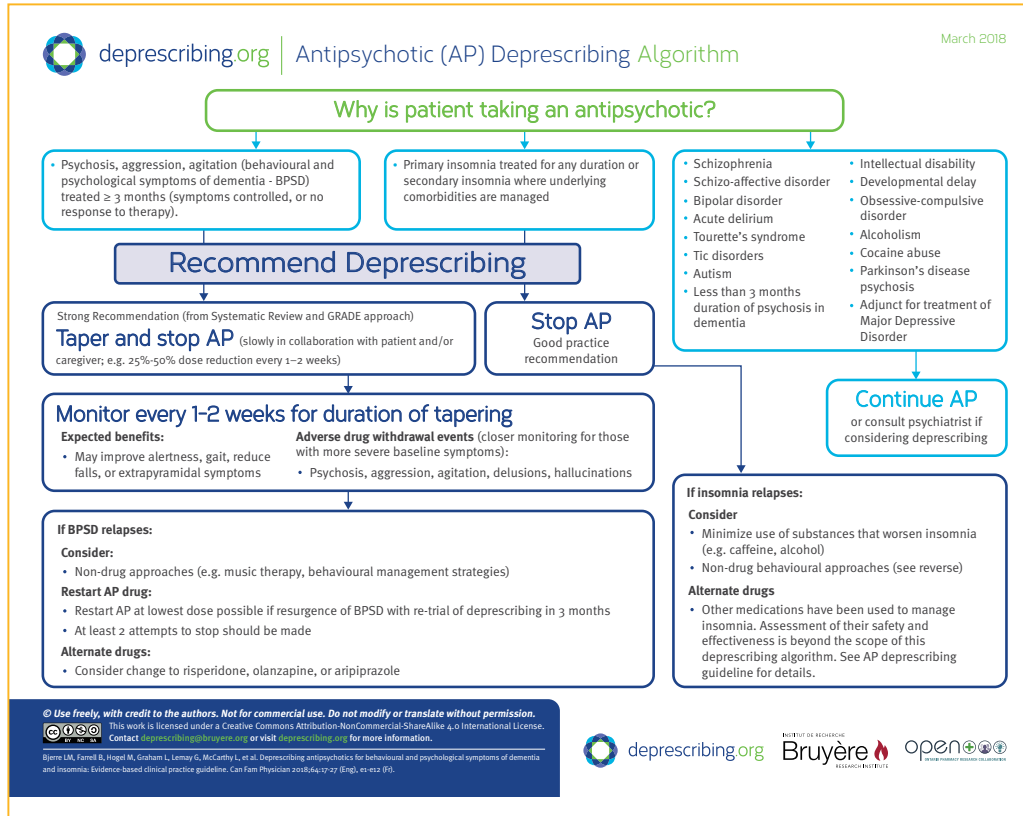 deprescribing.org | Antipsychotic (AP) Deprescribing Algorithm
March 2018
Why is patient taking an antipsychotic?
• Psychosis, aggression, agitation (behavioural and
psychological symptoms of dementia - BPSD)
treated ≥ 3 months (symptoms controlled, or no
response to therapy).
• Primary insomnia treated for any duration or
secondary insomnia where underlying
comorbidities are managed
• Schizophrenia
• Schizo-affective disorder
• Bipolar disorder
• Acute delirium
• Tourette's syndrome
• Tic disorders
• Autism
• Less than 3 months
duration of psychosis in
dementia
• Intellectual disability
• Developmental delay
• Obsessive-compulsive
disorder
• Alcoholism
• Cocaine abuse
• Parkinson's disease
psychosis
• Adjunct for treatment of
Major Depressive
Disorder
Recommend Deprescribing
Strong Recommendation (from Systematic Review and GRADE approach)
Taper and stop AP (slowly in collaboration with patient and/or
caregiver; e.g. 25%-50% dose reduction every 1–2 weeks)
Stop AP
Good practice
recommendation
Continue AP
or consult psychiatrist if
considering deprescribing
Monitor every 1-2 weeks for duration of tapering
Expected benefits:
• May improve alertness, gait, reduce
falls, or extrapyramidal symptoms
Adverse drug withdrawal events (closer monitoring for those
with more severe baseline symptoms):
• Psychosis, aggression, agitation, delusions, hallucinations
If BPSD relapses:
Consider:
• Non-drug approaches (e.g. music therapy, behavioural management strategies)
Restart AP drug:
• Restart AP at lowest dose possible if resurgence of BPSD with re-trial of deprescribing in 3 months
• At least 2 attempts to stop should be made
Alternate drugs:
• Consider change to risperidone, olanzapine, or aripiprazole
If insomnia relapses:
Consider
• Minimize use of substances that worsen insomnia
(e.g. caffeine, alcohol)
• Non-drug behavioural approaches (see reverse)
Alternate drugs
• Other medications have been used to manage
insomnia. Assessment of their safety and
effectiveness is beyond the scope of this
deprescribing algorithm. See AP deprescribing
guideline for details.
© Use freely, with credit to the authors. Not for commercial use. Do not modify or translate without permission.
This work is licensed under a Creative Commons Attribution-NonCommercial-ShareAlike 4.0 International License.
Contact deprescribing@bruyere.org or visit deprescribing.org for more information.
cc BY NC SA
Bjerre LM, Farrell B, Hogel M, Graham L, Lemay G, McCarthy L, et al. Deprescribing antipsychotics for behavioural and psychological symptoms of dementia
and insomnia: Evidence-based clinical practice guideline. Can Fam Physician 2018;64:17-27 (Eng), e1-e12 (Fr).
deprescribing.org
INSTITUT DE RECHERCHE
Bruyère
RESEARCH INSTITUTE
open
ONTARIO PHARMACY RESEARCH COLLABORATION